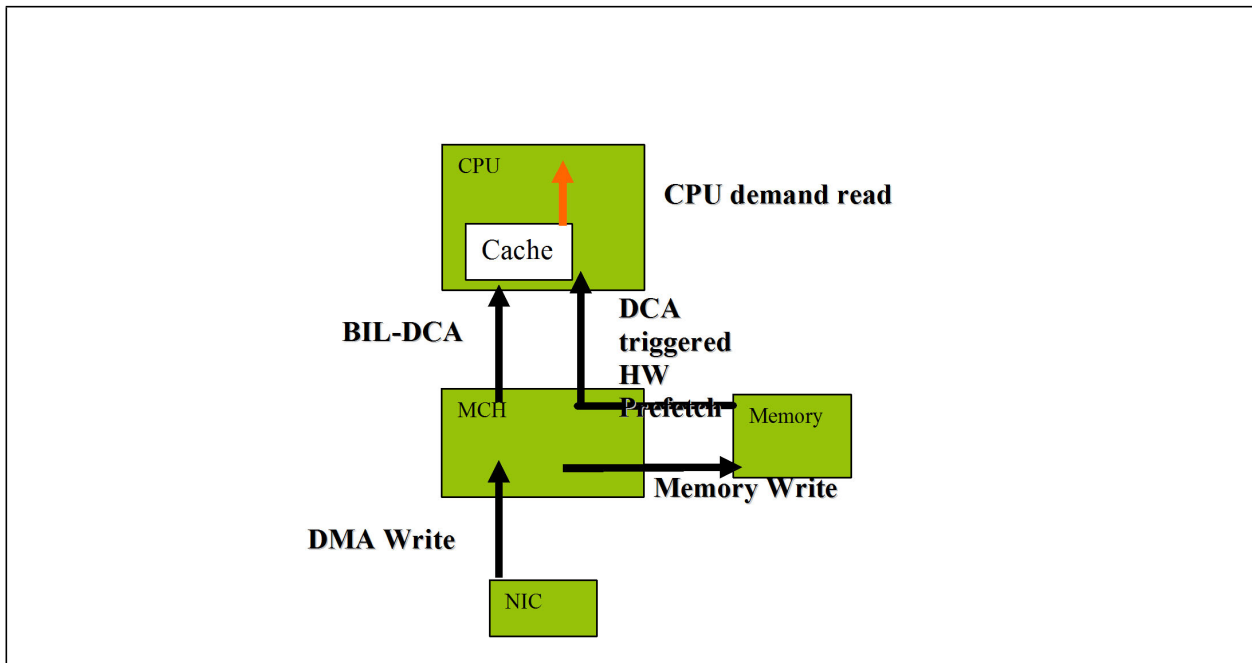 CPU
CPU demand read
Cache
BIL-DCA
DCA
triggered
HW
Prefetch
MCH
Memory
Memory Write
DMA Write
NIC